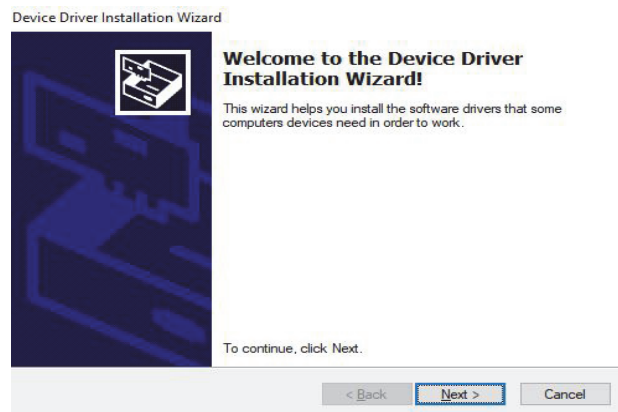 Device Driver Installation Wizard
Welcome to the Device Driver
Installation Wizard!
This wizard helps you install the software drivers that some
computers devices need in order to work.
To continue, click Next.
< Back
Next >
Cancel